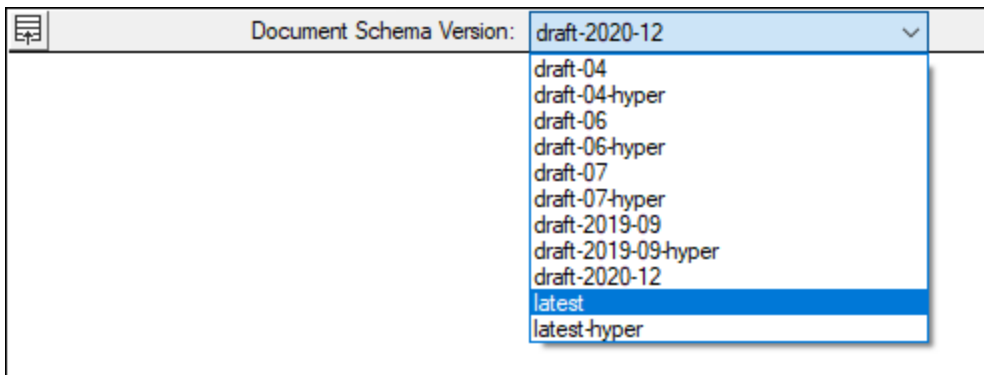 Document Schema Version: draft-2020-12
draft-04
draft-04-hyper
draft-06
draft-06-hyper
draft-07
draft-07-hyper
draft-2019-09
draft-2019-09-hyper
draft-2020-12
latest
latest-hyper